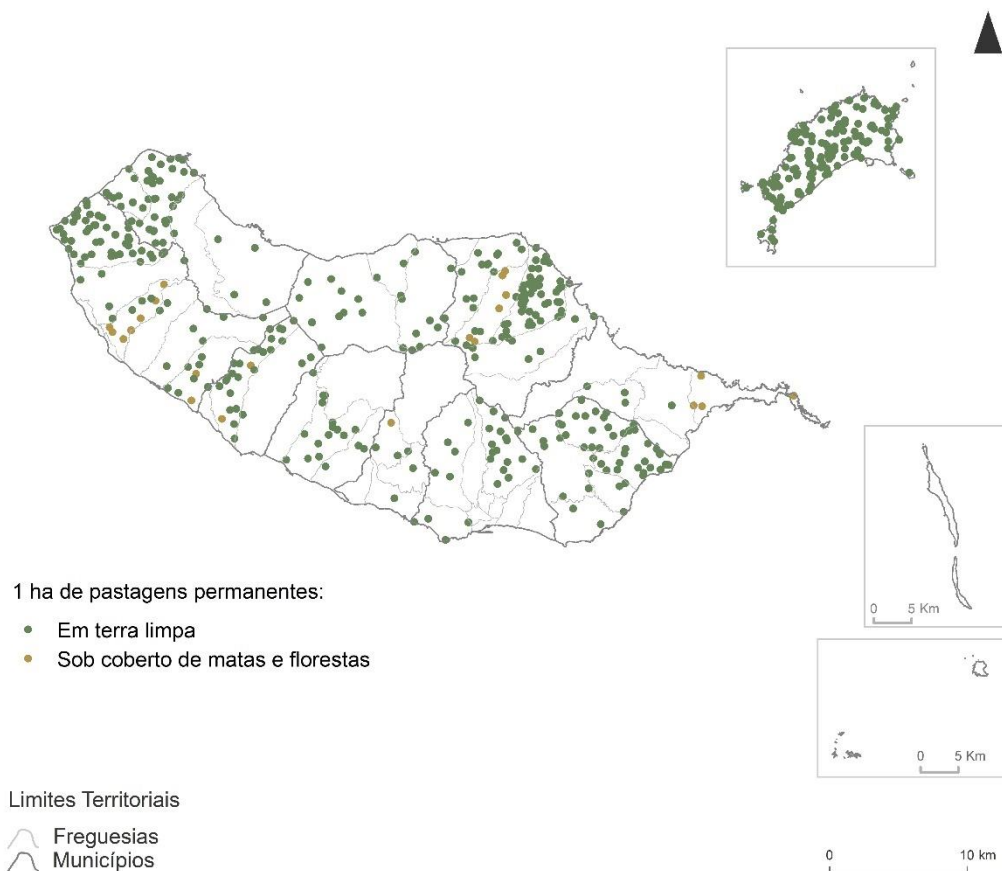 0 5 Km
0 5 Km
1 ha de pastagens permanentes:
Em terra limpa
Sob coberto de matas e florestas
Limites Territoriais
Freguesias
Municípios
0 10 km